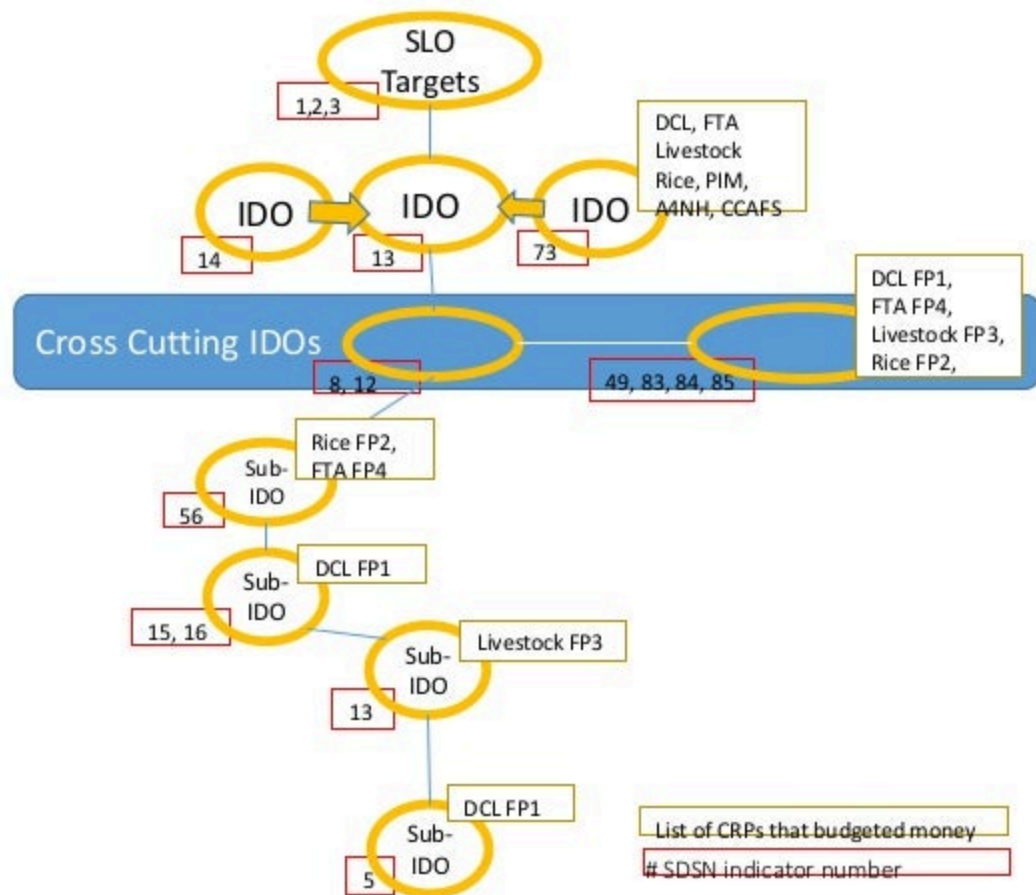 SLO
Targets
1,2,3
DCL, FTA
Livestock
Rice, PIM,
A4NH, CCAFS
IDO
IDO
IDO
14
13
73
DCL FP1,
FTA FP4,
Livestock FP3,
Rice FP2,
Cross Cutting IDOs
8, 12
49, 83, 84, 85
Rice FP2,
FTA FP4
Sub-
IDO
56
DCL FP1
Sub-
IDO
15, 16
Livestock FP3
Sub-
IDO
13
DCL FP1
Sub-
IDO
5
List of CRPs that budgeted money
# SDSN indicator number